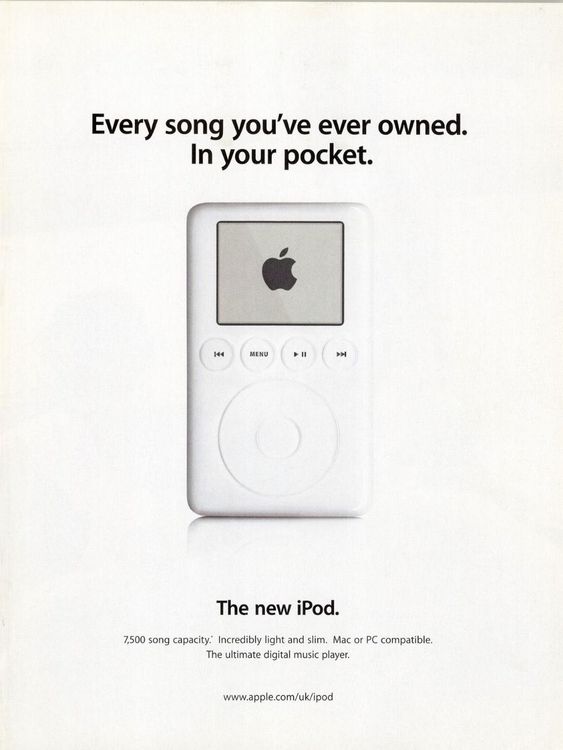 Every song you’ve ever owned.
In your pocket.
MENU
The new iPod.
7,500 song capacity.* Incredibly light and slim. Mac or PC compatible.
The ultimate digital music player.
www.apple.com/uk/ipod